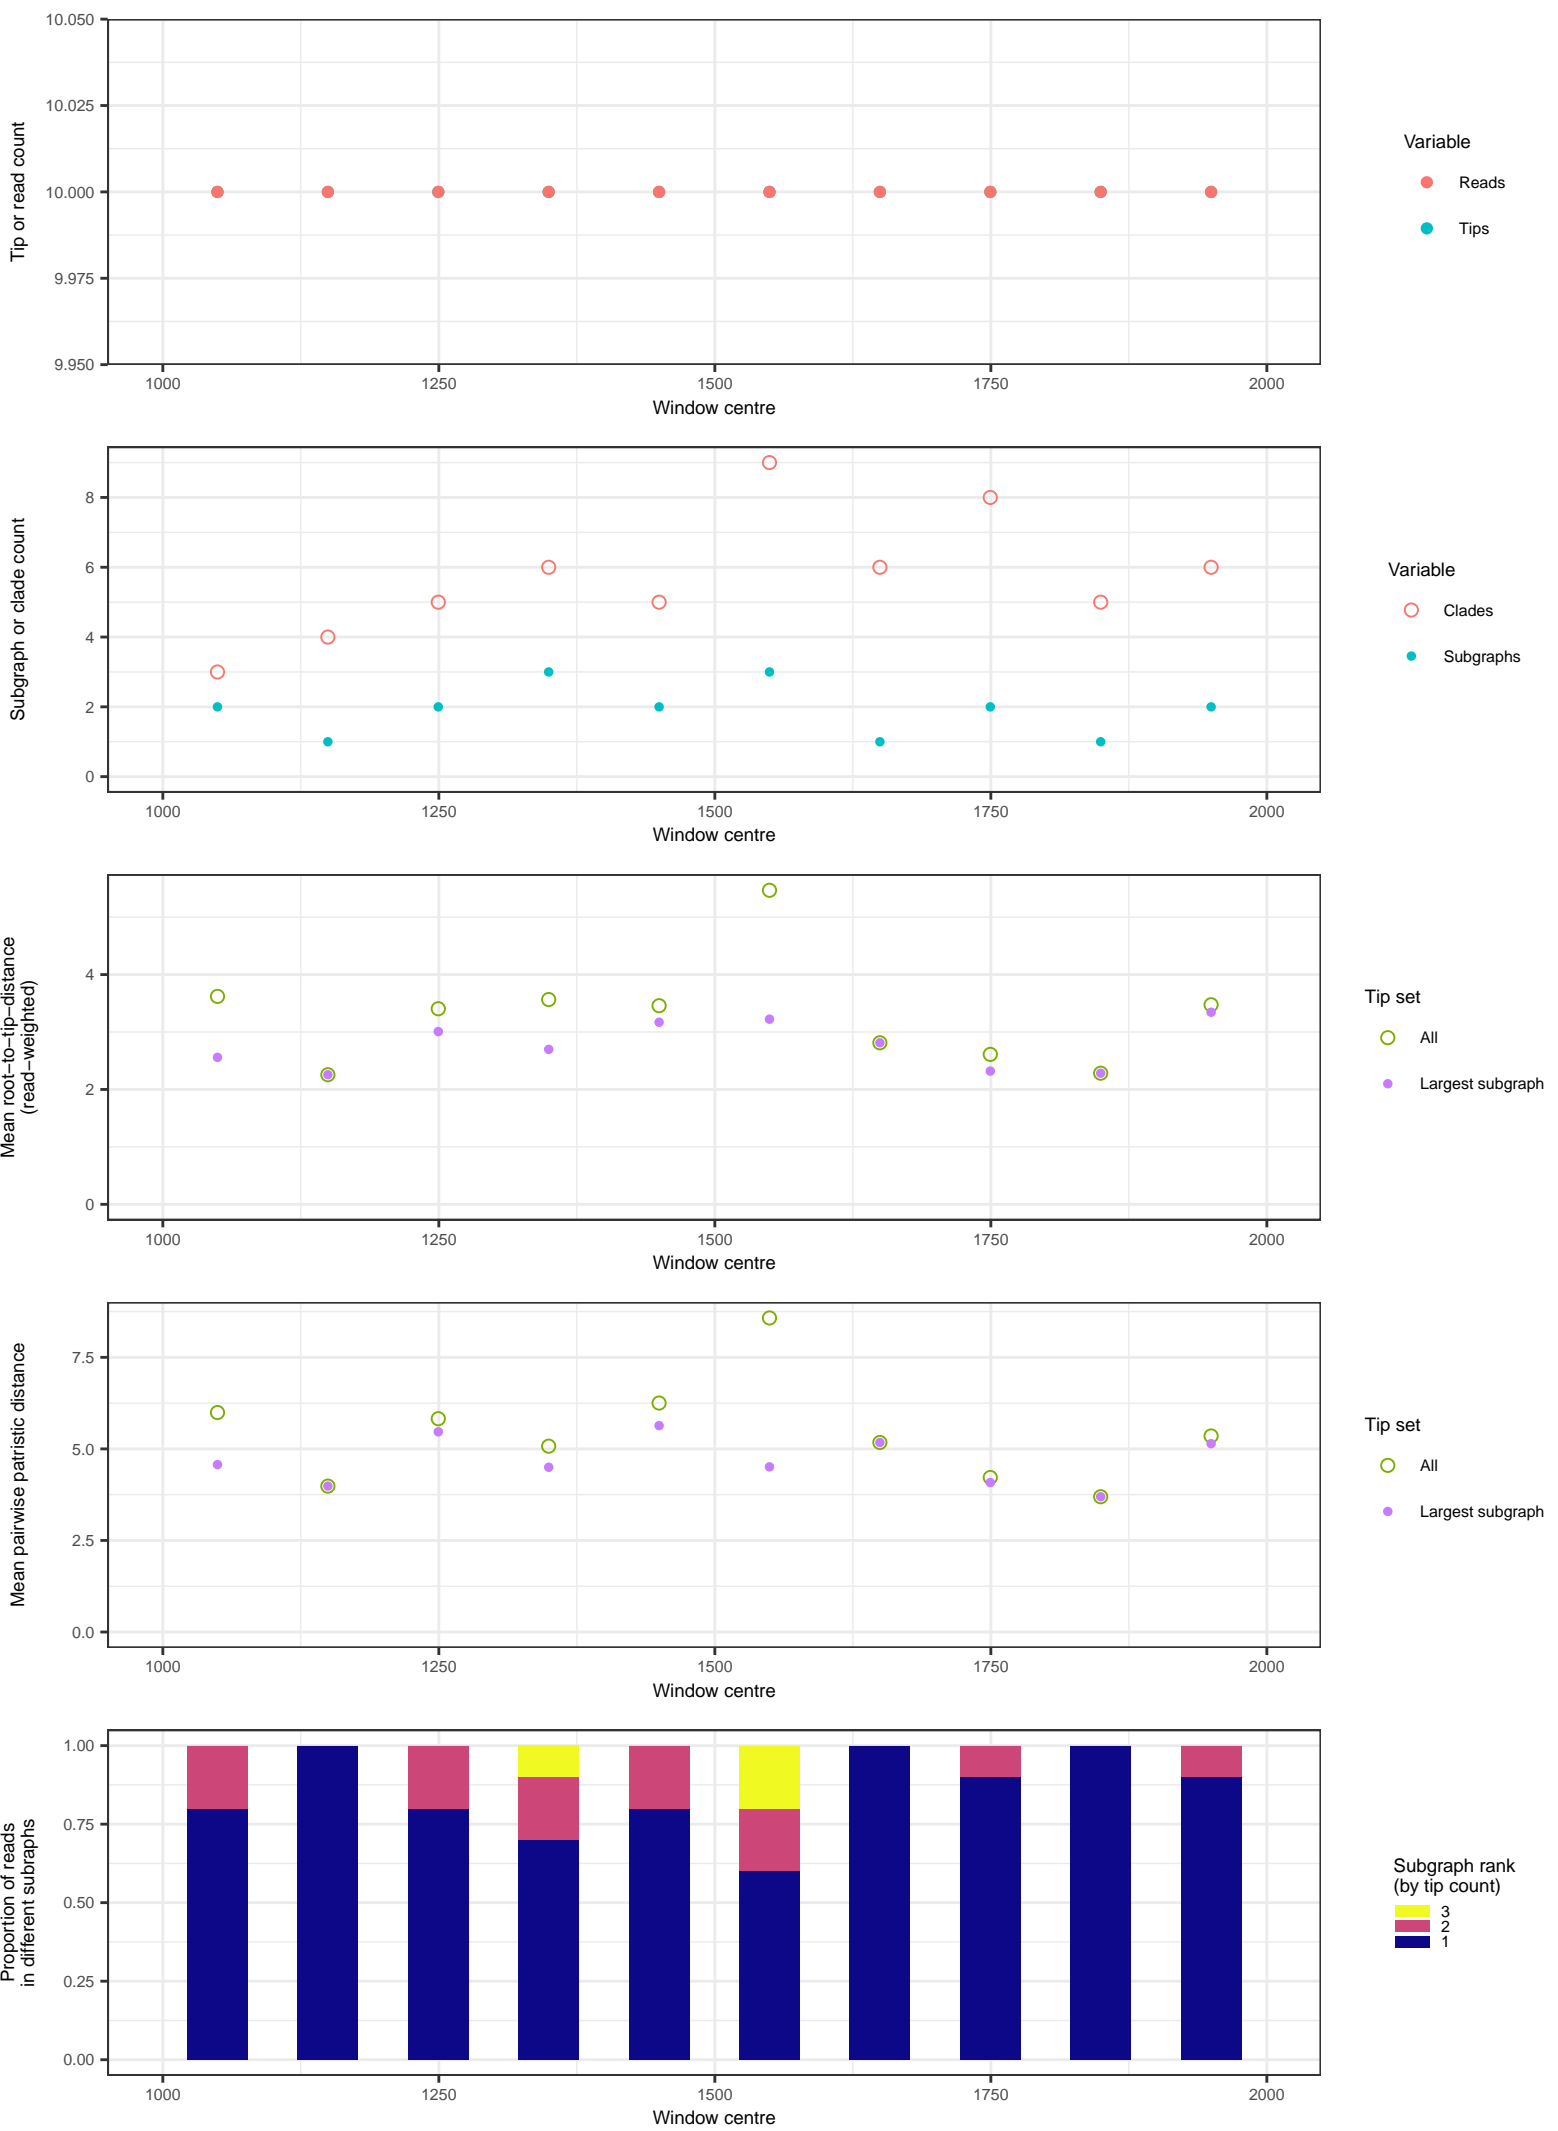 10.050
10.025
10.000
9.975
9.950
Tip or read count
1000 1250 1500 1750 2000
Window centre
Variable
Reads
Tips
8
6
4
2
0
Subgraph or clade count
1000 1250 1500 1750 2000
Window centre
Variable
Clades
Subgraphs
4
2
0
Mean root−to−tip−distance
(read−weighted)
1000 1250 1500 1750 2000
Window centre
Tip set
All
Largest subgraph
7.5
5.0
2.5
0.0
Mean pairwise patristic distance
1000 1250 1500 1750 2000
Window centre
Tip set
All
Largest subgraph
1.00
0.75
0.50
0.25
0.00
Proportion of reads
in different subraphs
1000 1250 1500 1750 2000
Window centre
Subgraph rank
(by tip count)
3
2
1